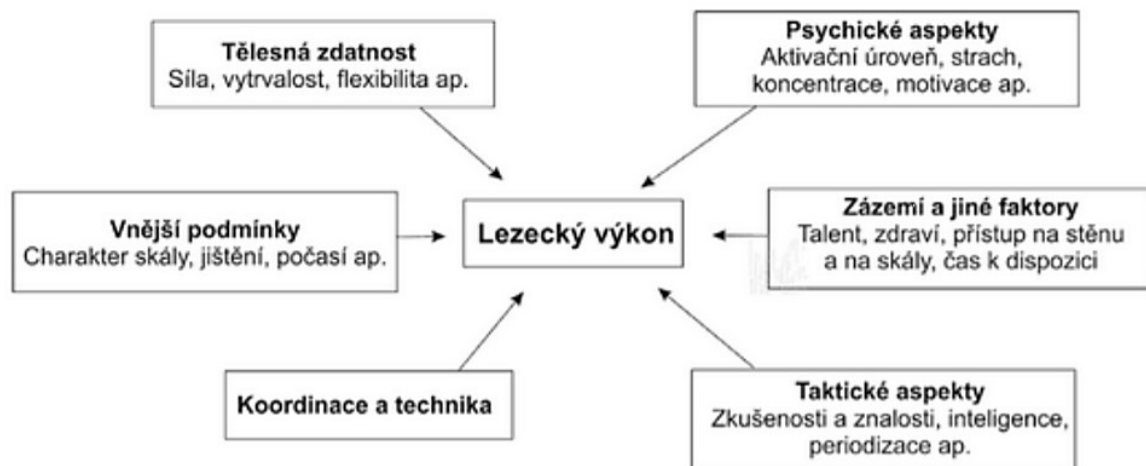 Tělesná zdatnost
Síla, vytrvalost, flexibilita ap.
Psychické aspekty
Aktivační úroveň, strach,
koncentrace, motivace ap.
Vnější podmínky
Charakter skály, jištění, počasí ap.
Lezecký výkon
Zázemí a jiné faktory
Talent, zdraví, přístup na stěnu
a na skály, čas k dispozici
Koordinace a technika
Taktické aspekty
Zkušenosti a znalosti, inteligence,
periodizace ap.